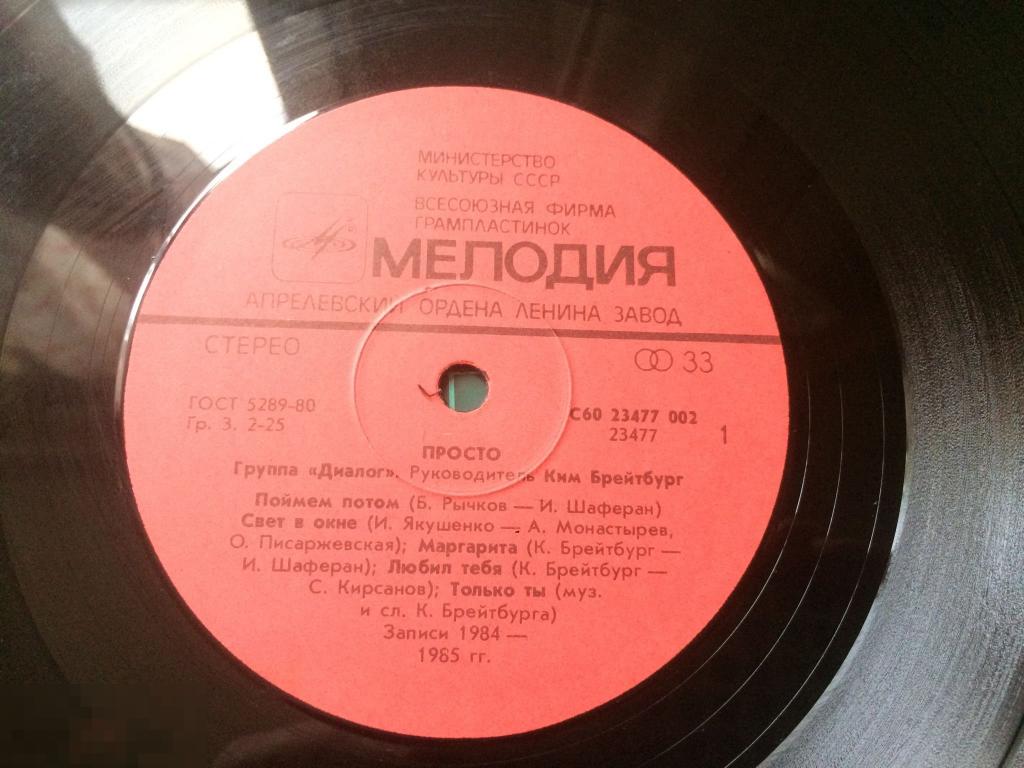 МИНИСТЕРСТВО
КУЛЬТУРЫ СССР
ВСЕСОЮЗНАЯ ФИРМА
ГРАМПЛАСТИНОК
МЕЛОДИЯ
АПРЕЛЕВСКИЙ ОРДЕНА ЛЕНИНА ЗАВОД
СТЕРЕО
33
ГОСТ 5289-80
Гр. 3. 2-25
С60 23477 002
23477
1
ПРОСТО
Группа «Диалог». Руководитель Ким Брейтбург
Поймем потом (Б. Рычков — И. Шаферан)
Свет в окне (И. Якушенко — А. Монастырев,
О. Писаржевская); Маргарита (К. Брейтбург —
И. Шаферан); Любил тебя (К. Брейтбург —
С. Кирсанов); Только ты (муз.
и сл. К. Брейтбурга)
Записи 1984 —
1985 гг.